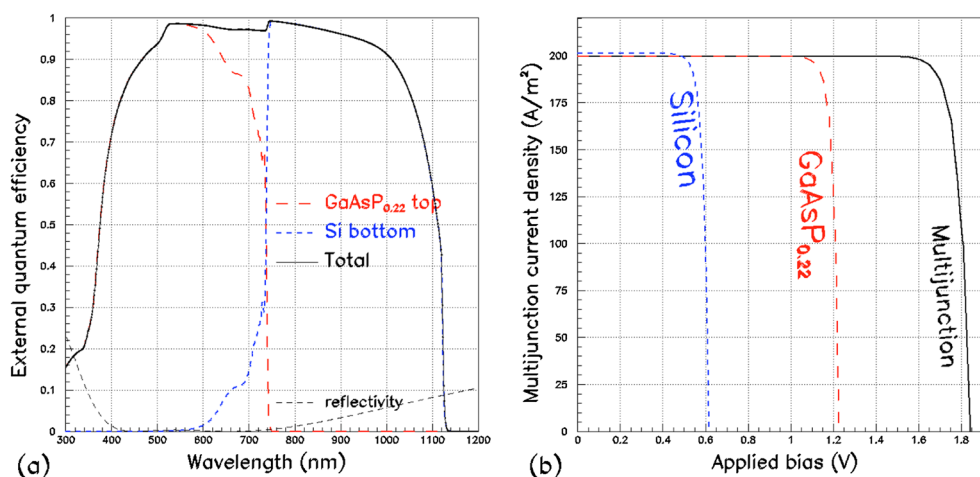 1
0.9
0.8
0.7
0.6
0.5
0.4
0.3
0.2
0.1
0
External quantum efficiency
GaAsP0.22 top
Si bottom
Total
reflectivity
300 400 500 600 700 800 900 1000 1100 1200
Wavelength (nm)
(a)
200
175
150
125
100
75
50
25
0
Multijunction current density (A/m²)
Silicon
GaAsP0.22
Multijunction
0 0.2 0.4 0.6 0.8 1 1.2 1.4 1.6 1.8
Applied bias (V)
(b)